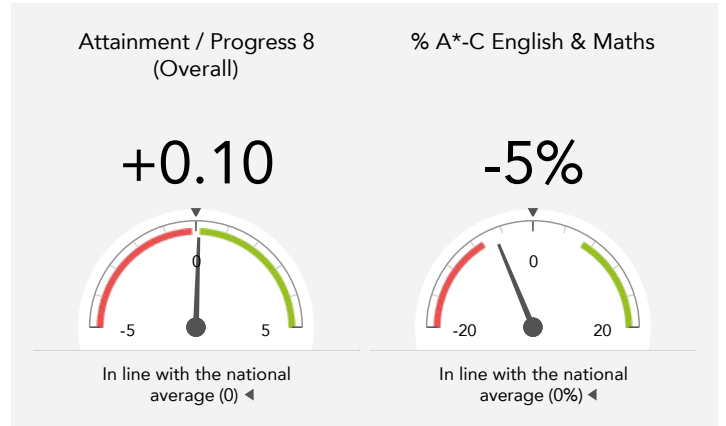 Attainment / Progress 8
(Overall)
+0.10
0
-5
5
In line with the national
average (0) ◀
% A*-C English & Maths
-5%
0
-20
20
In line with the national
average (0%) ◀